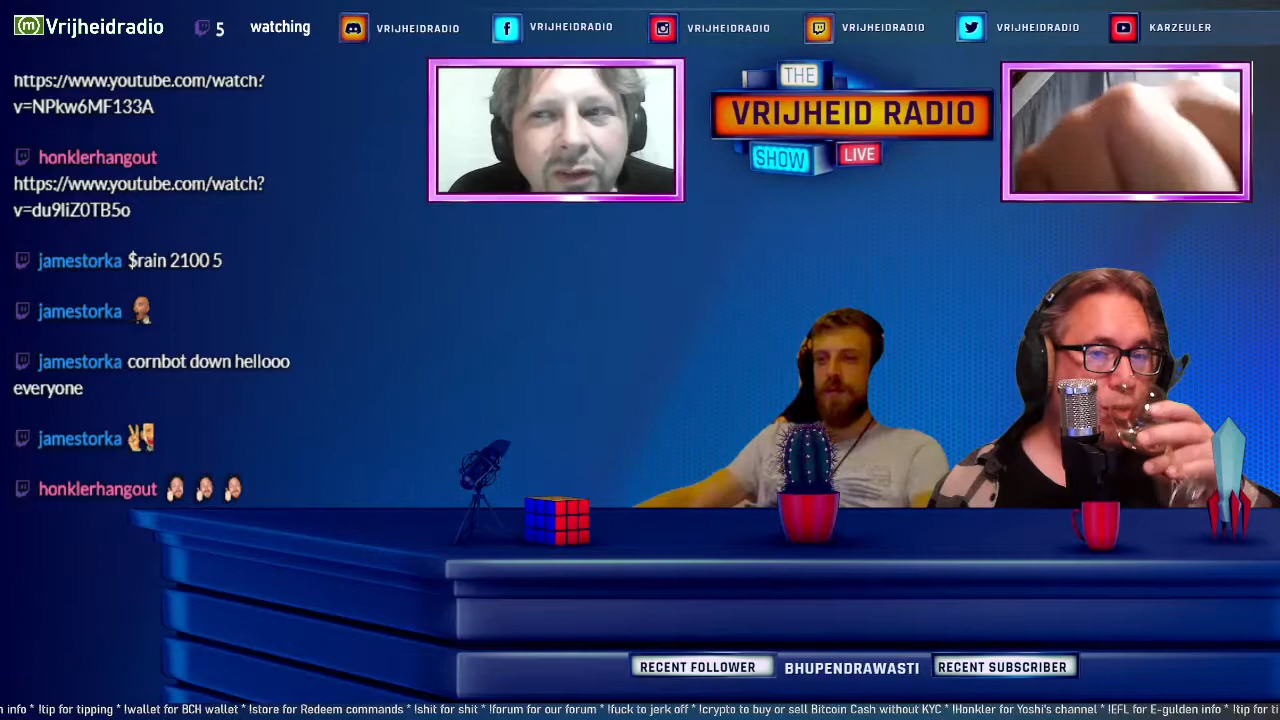 Vrijheidradio
5 watching
VRIJHEIDRADIO
VRIJHEIDRADIO
VRIJHEIDRADIO
VRIJHEIDRADIO
VRIJHEIDRADIO
KARZEULER
https://www.youtube.com/watch?
v=NPkw6MF133A
honklerhangout
https://www.youtube.com/watch?
v=du9liZ0TB5o
jamestorka $rain 2100 5
jamestorka
jamestorka cornbot down hellooo
everyone
jamestorka
honklerhangout
THE
VRIJHEID RADIO
SHOW LIVE
RECENT FOLLOWER BHUPENDRAWASTI RECENT SUBSCRIBER
n info * !tip for tipping * !wallet for BCH wallet * !store for Redeem commands * !shit for shit * !forum for our forum * !fuck to jerk off * !crypto to buy or sell Bitcoin Cash without KYC * !Honkler for Yoshi's channel * !EFL for E-gulden info * !tip for ti